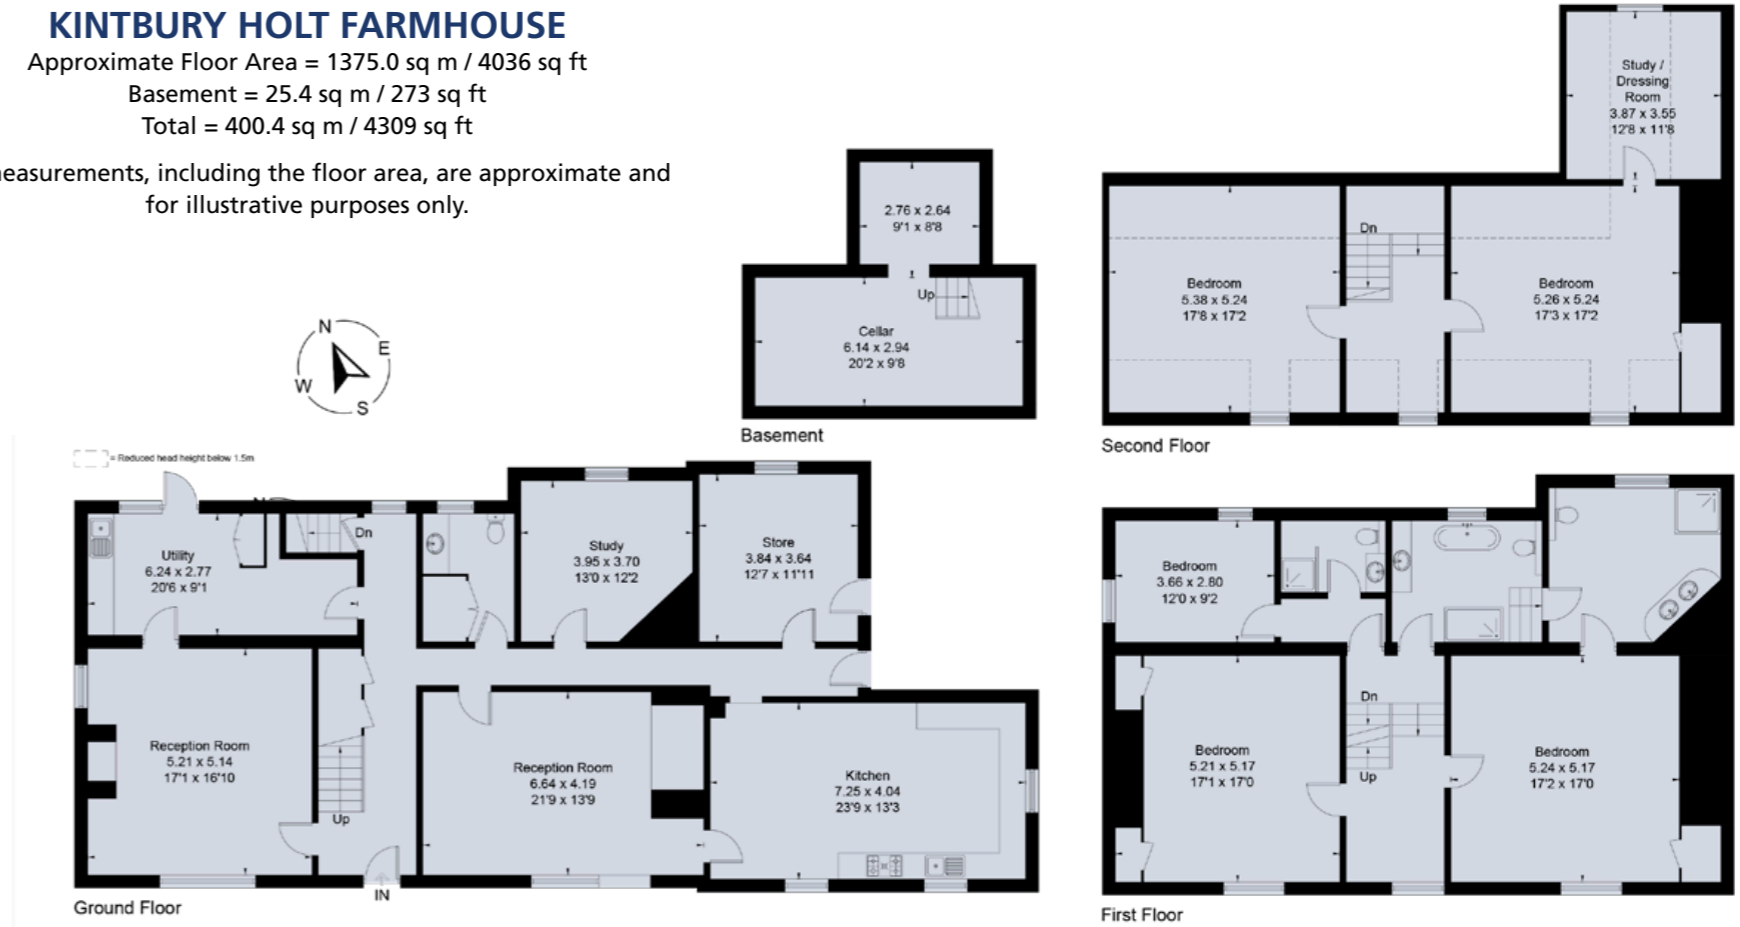 KINTBURY HOLT FARMHOUSE
Approximate Floor Area = 1375.0 sq m / 4036 sq ft
Basement = 25.4 sq m / 273 sq ft
Total = 400.4 sq m / 4309 sq ft
measurements, including the floor area, are approximate and
for illustrative purposes only.
N
E
W
S
2.76 x 2.64
9'1 x 8'8
Up
Cellar
6.14 x 2.94
20'2 x 9'8
Basement
Study /
Dressing
Room
3.87 x 3.55
12'8 x 11'8
Dn
Bedroom
5.38 x 5.24
17'8 x 17'2
Bedroom
5.26 x 5.24
17'3 x 17'2
Second Floor
= Reduced head height below 1.5m
Dn
Utility
6.24 x 2.77
20'6 x 9'1
Study
3.95 x 3.70
13'0 x 12'2
Store
3.84 x 3.64
12'7 x 11'11
Reception Room
5.21 x 5.14
17'1 x 16'10
Up
Reception Room
6.64 x 4.19
21'9 x 13'9
Kitchen
7.25 x 4.04
23'9 x 13'3
IN
Ground Floor
Bedroom
3.66 x 2.80
12'0 x 9'2
Dn
Up
Bedroom
5.21 x 5.17
17'1 x 17'0
Bedroom
5.24 x 5.17
17'2 x 17'0
First Floor